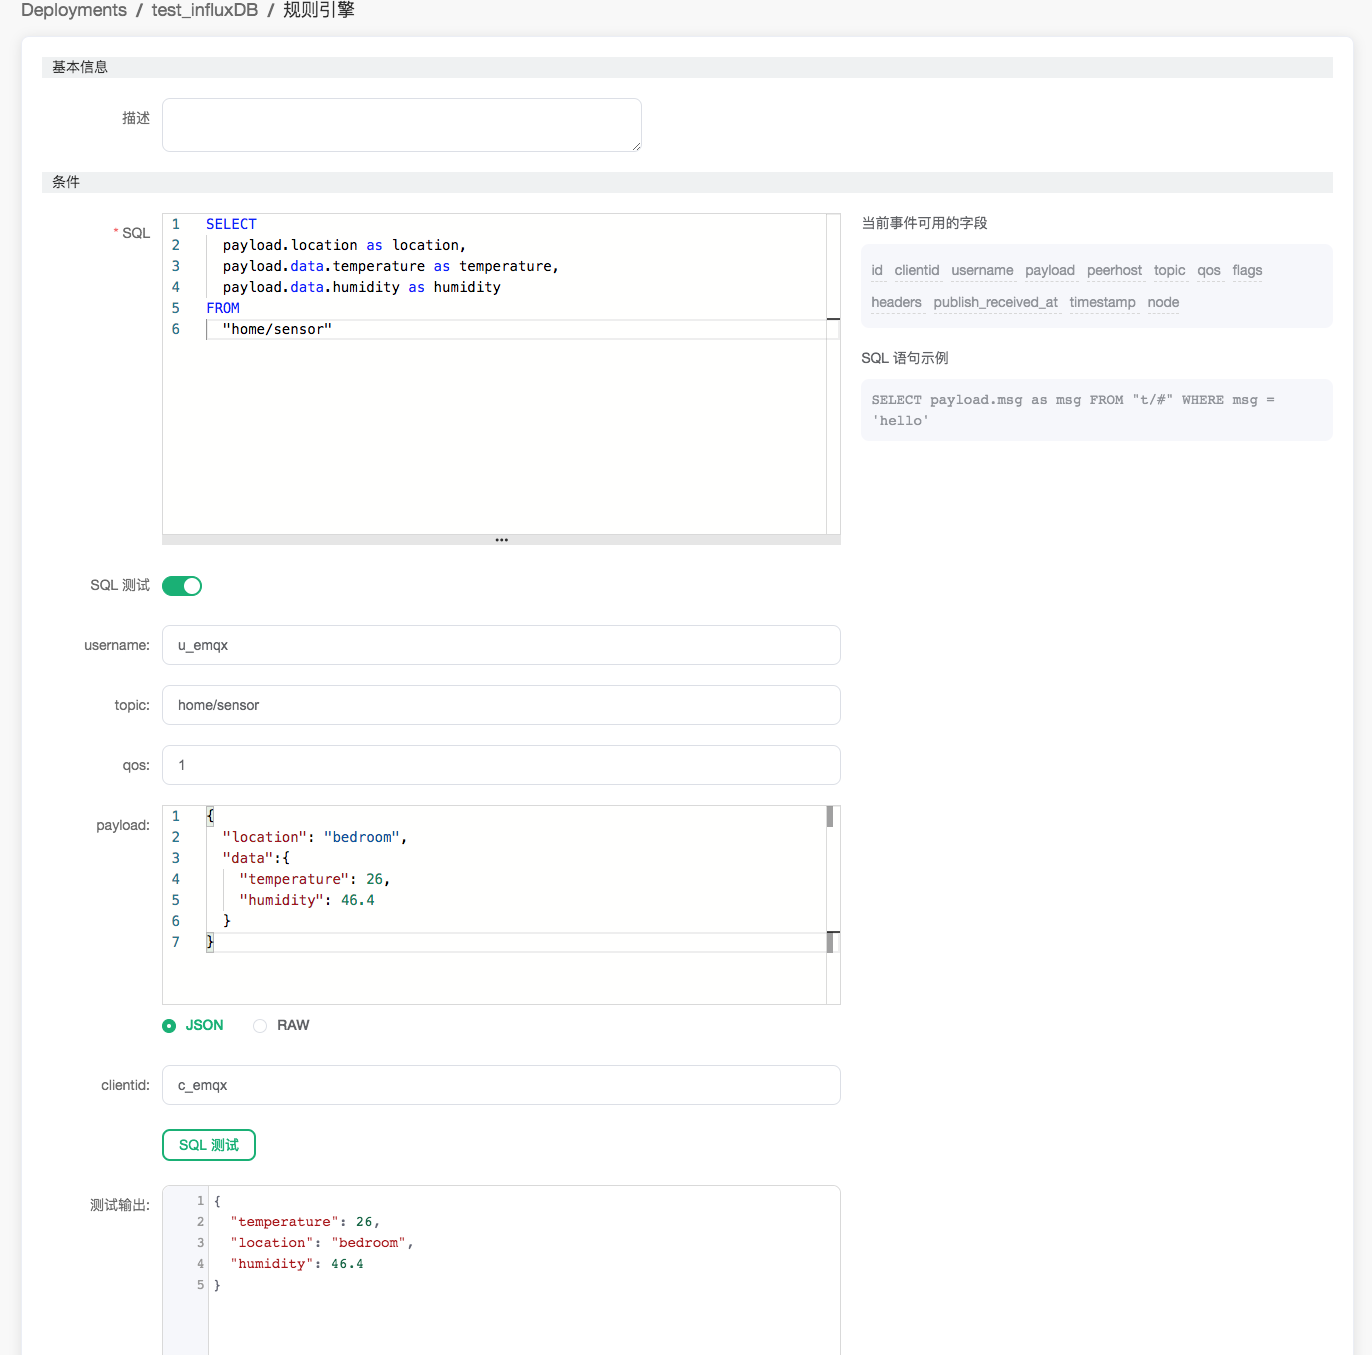 Deployments / test_influxDB / 规则引擎
基本信息
描述
条件
* SQL
1 SELECT
2   payload.location as location,
3   payload.data.temperature as temperature,
4   payload.data.humidity as humidity
5 FROM
6   "home/sensor"
当前事件可用的字段
id clientid username payload peerhost topic qos flags
headers publish_received_at timestamp node
SQL 语句示例
SELECT payload.msg as msg FROM "t/#" WHERE msg =
'hello'
SQL 测试
username: u_emqx
topic: home/sensor
qos: 1
payload:
1 {
2   "location": "bedroom",
3   "data":{
4     "temperature": 26,
5     "humidity": 46.4
6   }
7 }
JSON RAW
clientid: c_emqx
SQL 测试
测试输出:
1 {
2   "temperature": 26,
3   "location": "bedroom",
4   "humidity": 46.4
5 }